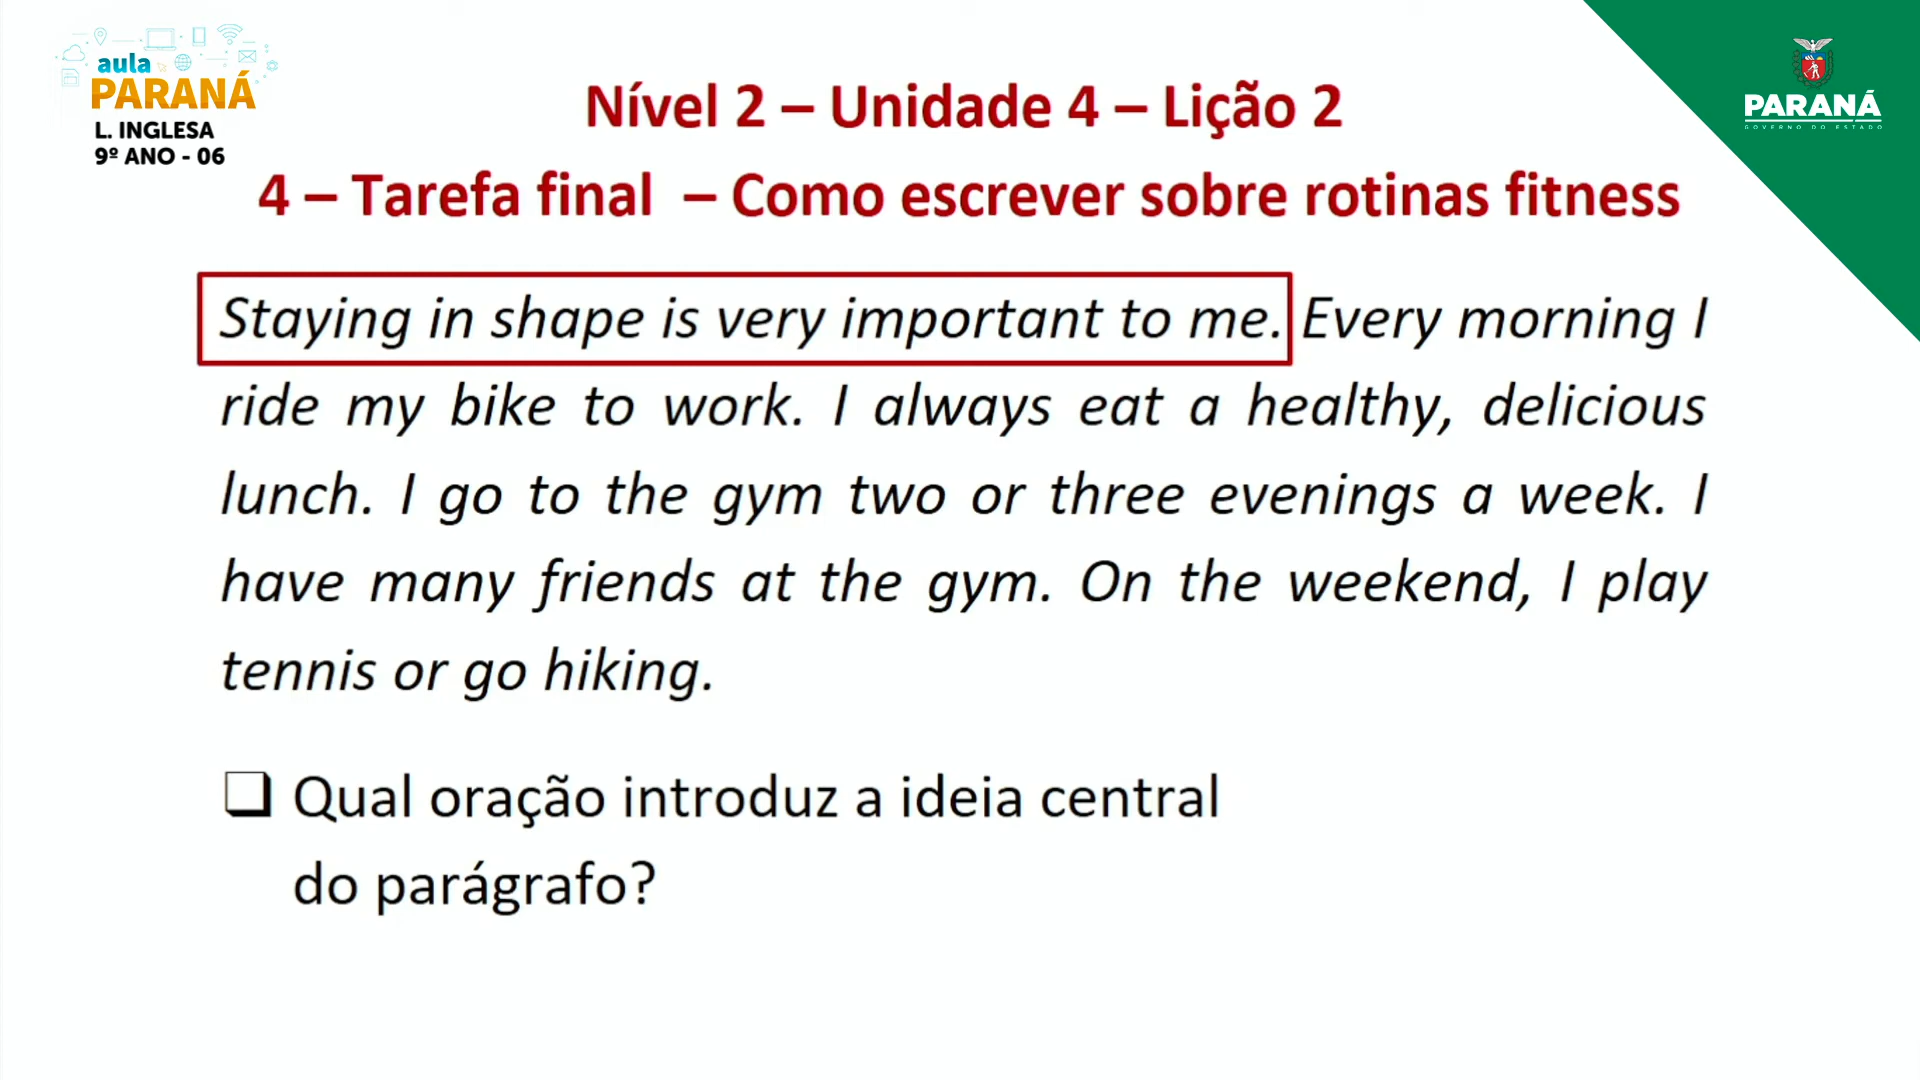 aula
PARANÁ
L. INGLESA
9º ANO - 06
PARANÁ
GOVERNO DO ESTADO
Nível 2 – Unidade 4 – Lição 2
4 – Tarefa final – Como escrever sobre rotinas fitness
Staying in shape is very important to me. Every morning I
ride my bike to work. I always eat a healthy, delicious
lunch. I go to the gym two or three evenings a week. I
have many friends at the gym. On the weekend, I play
tennis or go hiking.
❑ Qual oração introduz a ideia central
do parágrafo?